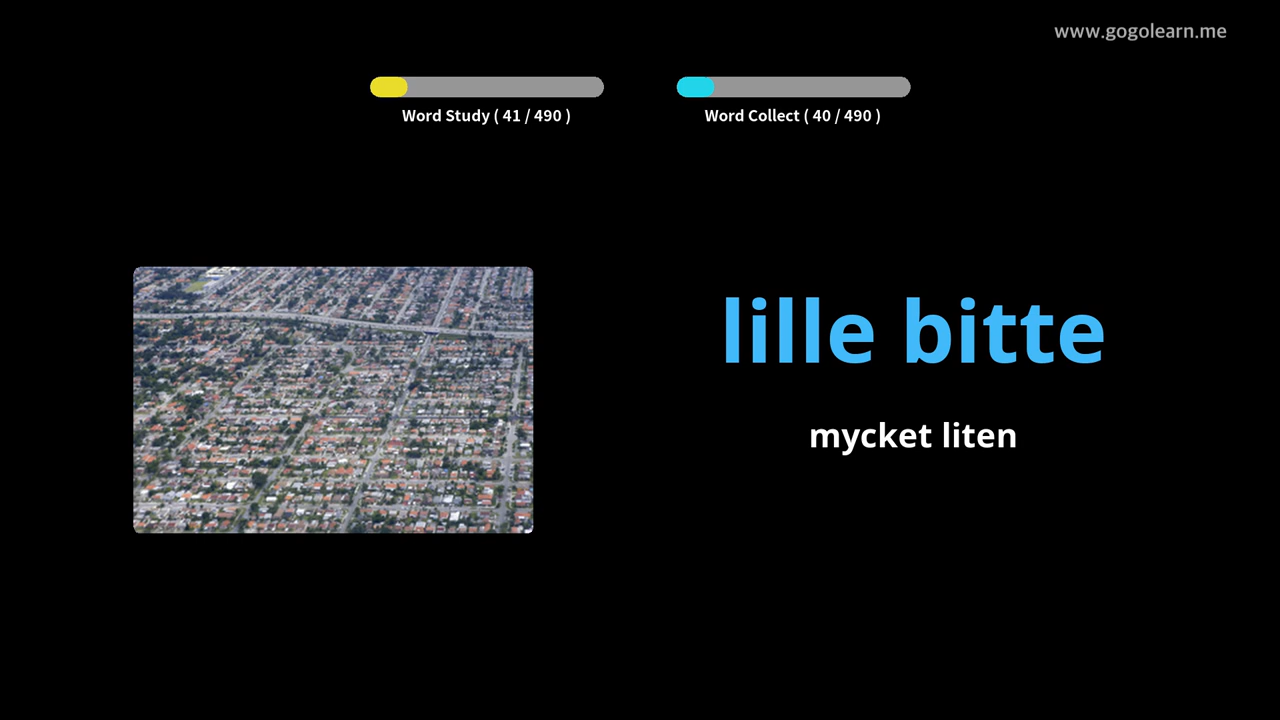 www.gogolearn.me
Word Study ( 41 / 490 )
Word Collect ( 40 / 490 )
lille bitte
mycket liten